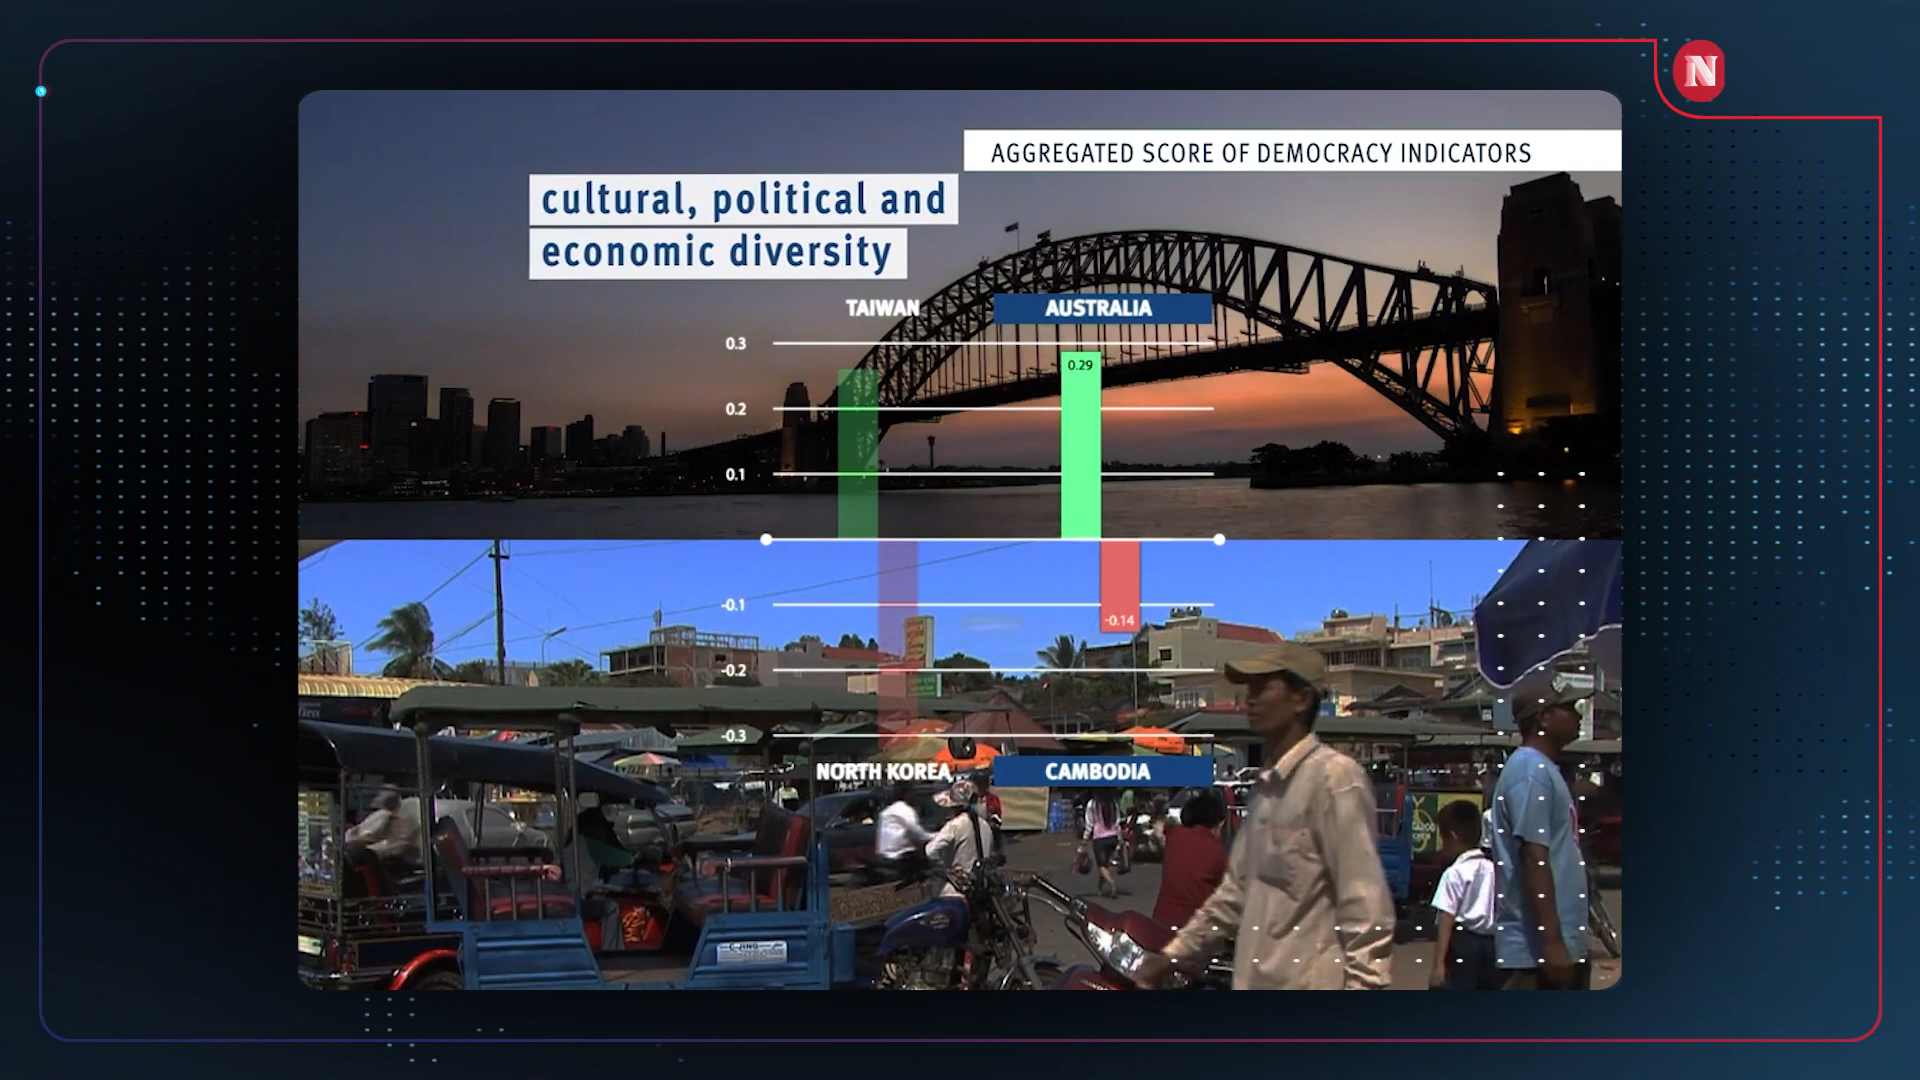 N
AGGREGATED SCORE OF DEMOCRACY INDICATORS
cultural, political and
economic diversity
TAIWAN
AUSTRALIA
0.3
0.29
0.2
0.1
-0.1
-0.14
-0.2
-0.3
NORTH KOREA
CAMBODIA